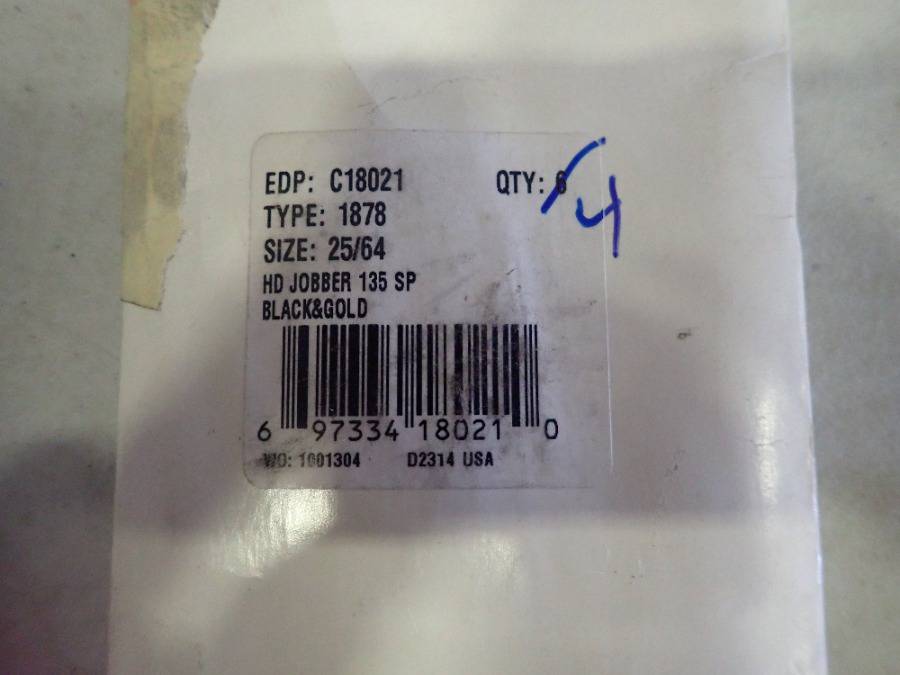 EDP: C18021 QTY: 6
4
TYPE: 1878
SIZE: 25/64
HD JOBBER 135 SP
BLACK&GOLD
6 97334 18021 0
WO: 1001304 D2314 USA